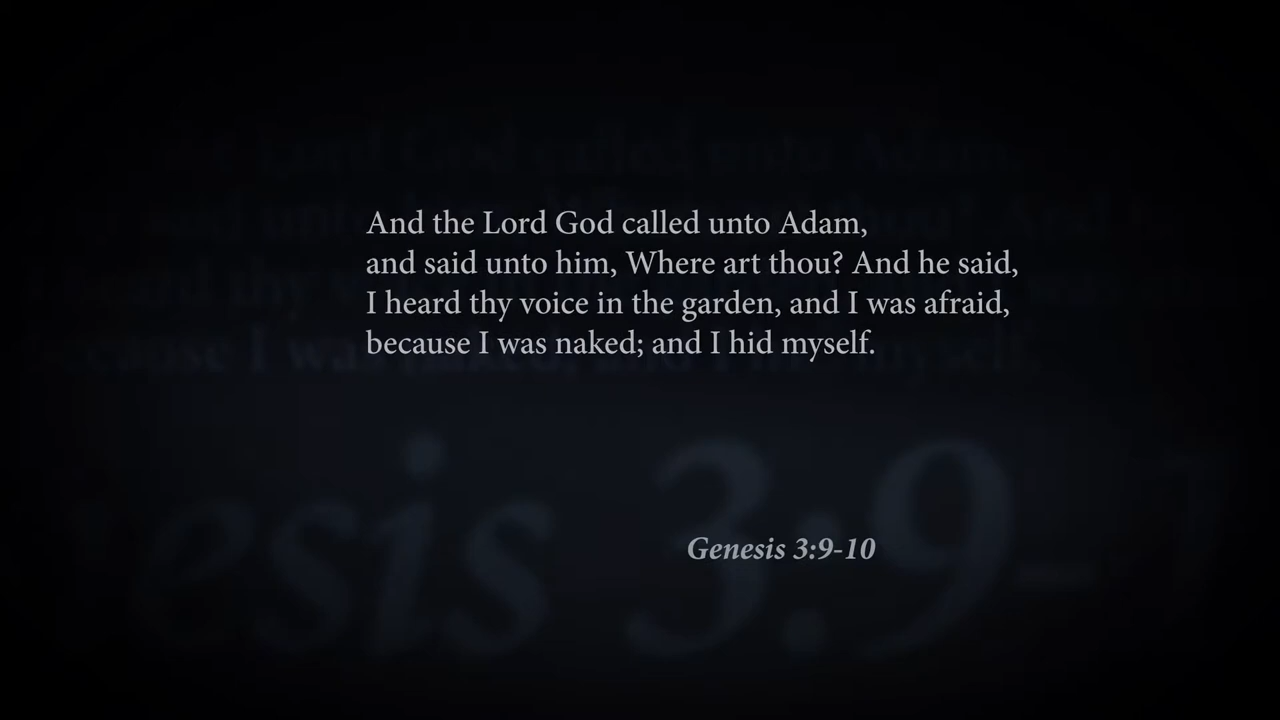 And the Lord God called unto Adam,
and said unto him, Where art thou? And he said,
I heard thy voice in the garden, and I was afraid,
because I was naked; and I hid myself.
Genesis 3:9-10